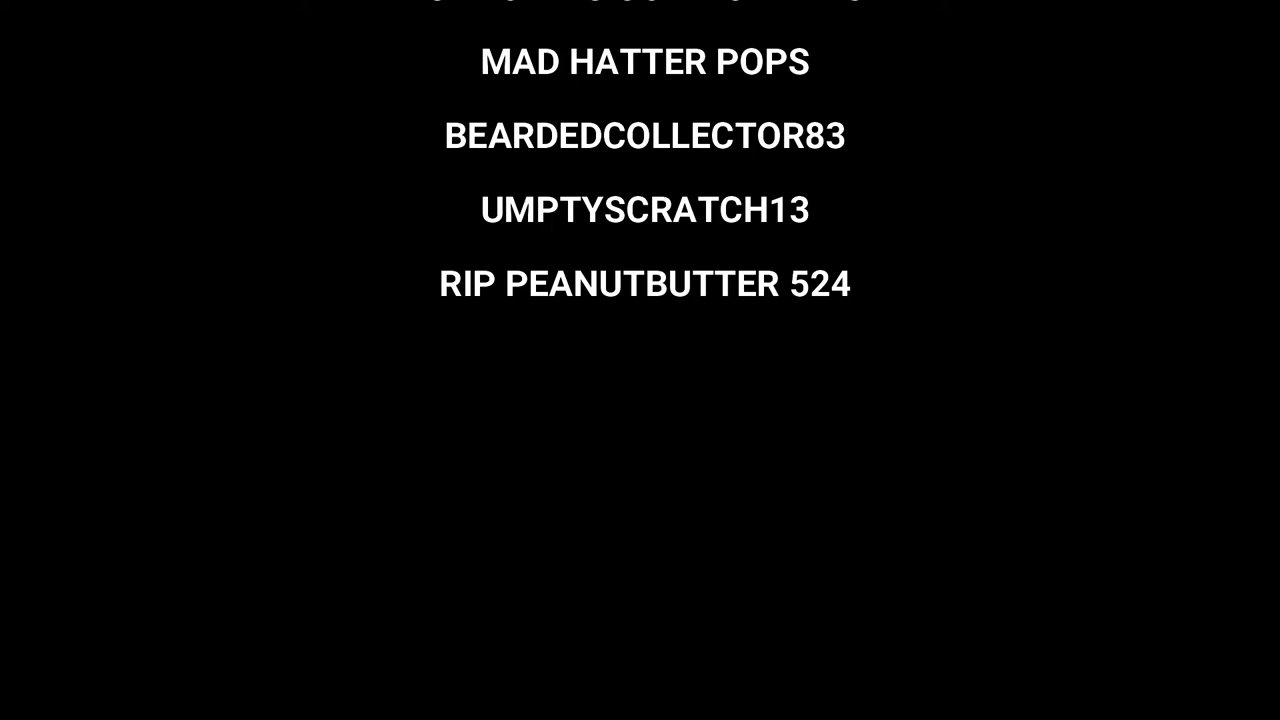 MAD HATTER POPS
BEARDEDCOLLECTOR83
UMPTYSCRATCH13
RIP PEANUTBUTTER 524